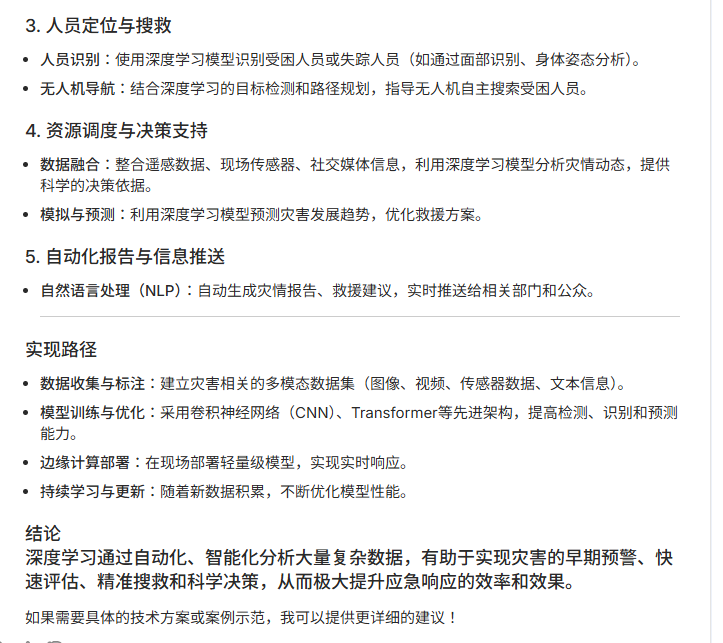 3. 人员定位与搜救
• 人员识别：使用深度学习模型识别受困人员或失踪人员（如通过面部识别、身体姿态分析）。
• 无人机导航：结合深度学习的目标检测和路径规划，指导无人机自主搜索受困人员。
4. 资源调度与决策支持
• 数据融合：整合遥感数据、现场传感器、社交媒体信息，利用深度学习模型分析灾情动态，提供
科学的决策依据。
• 模拟与预测：利用深度学习模型预测灾害发展趋势，优化救援方案。
5. 自动化报告与信息推送
• 自然语言处理（NLP）：自动生成灾情报告、救援建议，实时推送给相关部门和公众。
实现路径
• 数据收集与标注：建立灾害相关的多模态数据集（图像、视频、传感器数据、文本信息）。
• 模型训练与优化：采用卷积神经网络（CNN）、Transformer等先进架构，提高检测、识别和预测
能力。
• 边缘计算部署：在现场部署轻量级模型，实现实时响应。
• 持续学习与更新：随着新数据积累，不断优化模型性能。
结论
深度学习通过自动化、智能化分析大量复杂数据，有助于实现灾害的早期预警、快
速评估、精准搜救和科学决策，从而极大提升应急响应的效率和效果。
如果需要具体的技术方案或案例示范，我可以提供更详细的建议！